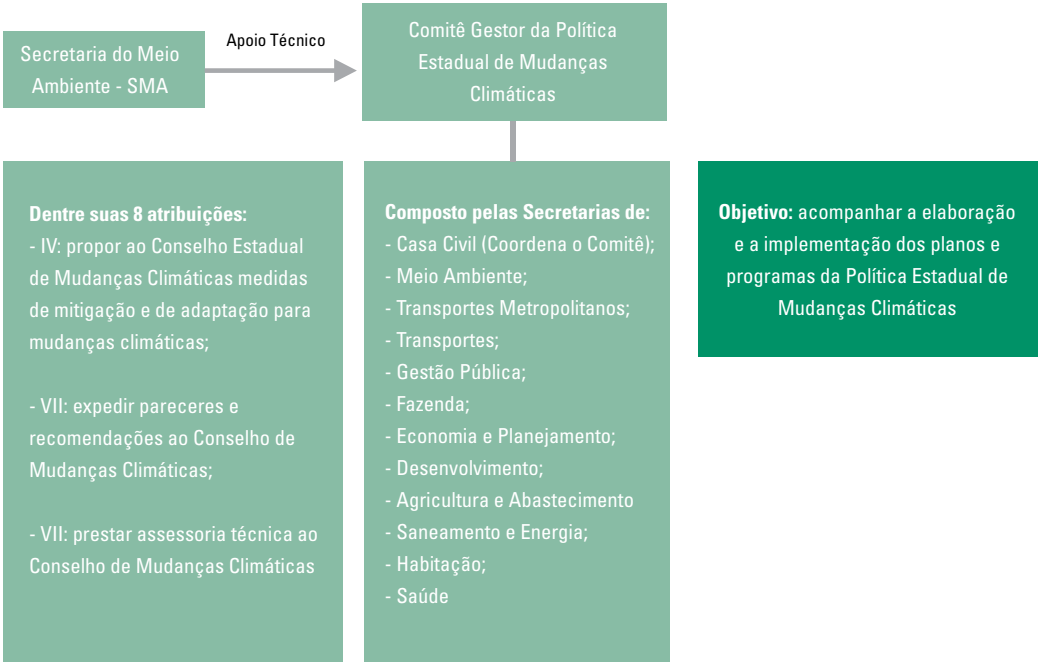 Secretaria do Meio
Ambiente - SMA
Apoio Técnico
Comitê Gestor da Política
Estadual de Mudanças
Climáticas
Dentre suas 8 atribuições:
- IV: propor ao Conselho Estadual
de Mudanças Climáticas medidas
de mitigação e de adaptação para
mudanças climáticas;
- VII: expedir pareceres e
recomendações ao Conselho de
Mudanças Climáticas;
- VII: prestar assessoria técnica ao
Conselho de Mudanças Climáticas
Composto pelas Secretarias de:
- Casa Civil (Coordena o Comitê);
- Meio Ambiente;
- Transportes Metropolitanos;
- Transportes;
- Gestão Pública;
- Fazenda;
- Economia e Planejamento;
- Desenvolvimento;
- Agricultura e Abastecimento
- Saneamento e Energia;
- Habitação;
- Saúde
Objetivo: acompanhar a elaboração
e a implementação dos planos e
programas da Política Estadual de
Mudanças Climáticas